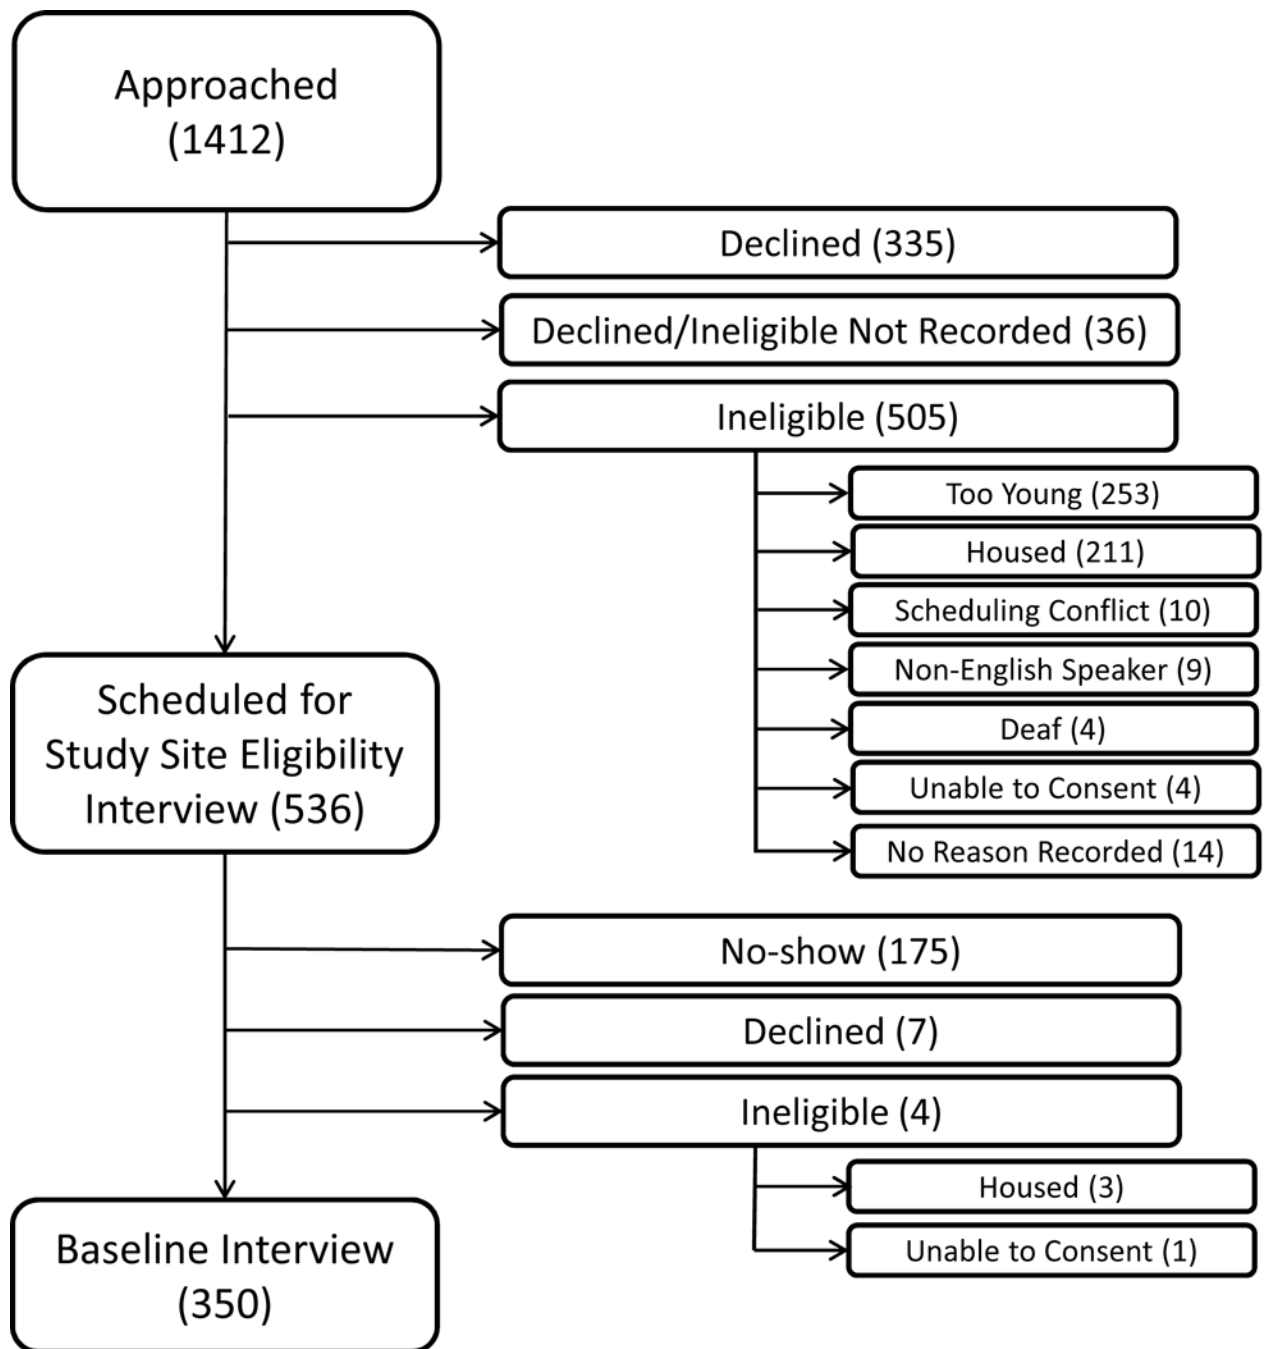 Approached
(1412)
Declined (335)
Declined/Ineligible Not Recorded (36)
Ineligible (505)
Too Young (253)
Housed (211)
Scheduling Conflict (10)
Non-English Speaker (9)
Deaf (4)
Unable to Consent (4)
No Reason Recorded (14)
Scheduled for
Study Site Eligibility
Interview (536)
No-show (175)
Declined (7)
Ineligible (4)
Housed (3)
Unable to Consent (1)
Baseline Interview
(350)